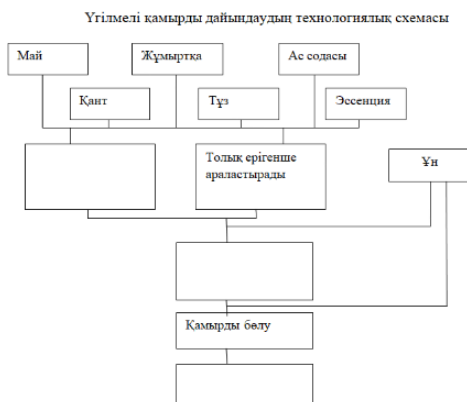 Үгілмелі қамырды дайындаудың технологиялық схемасы
Май
Жұмыртқа
Ас содасы
Қант
Тұз
Эссенция
Толық ерігенше
араластырады
Ұн
Қамырды бөлу